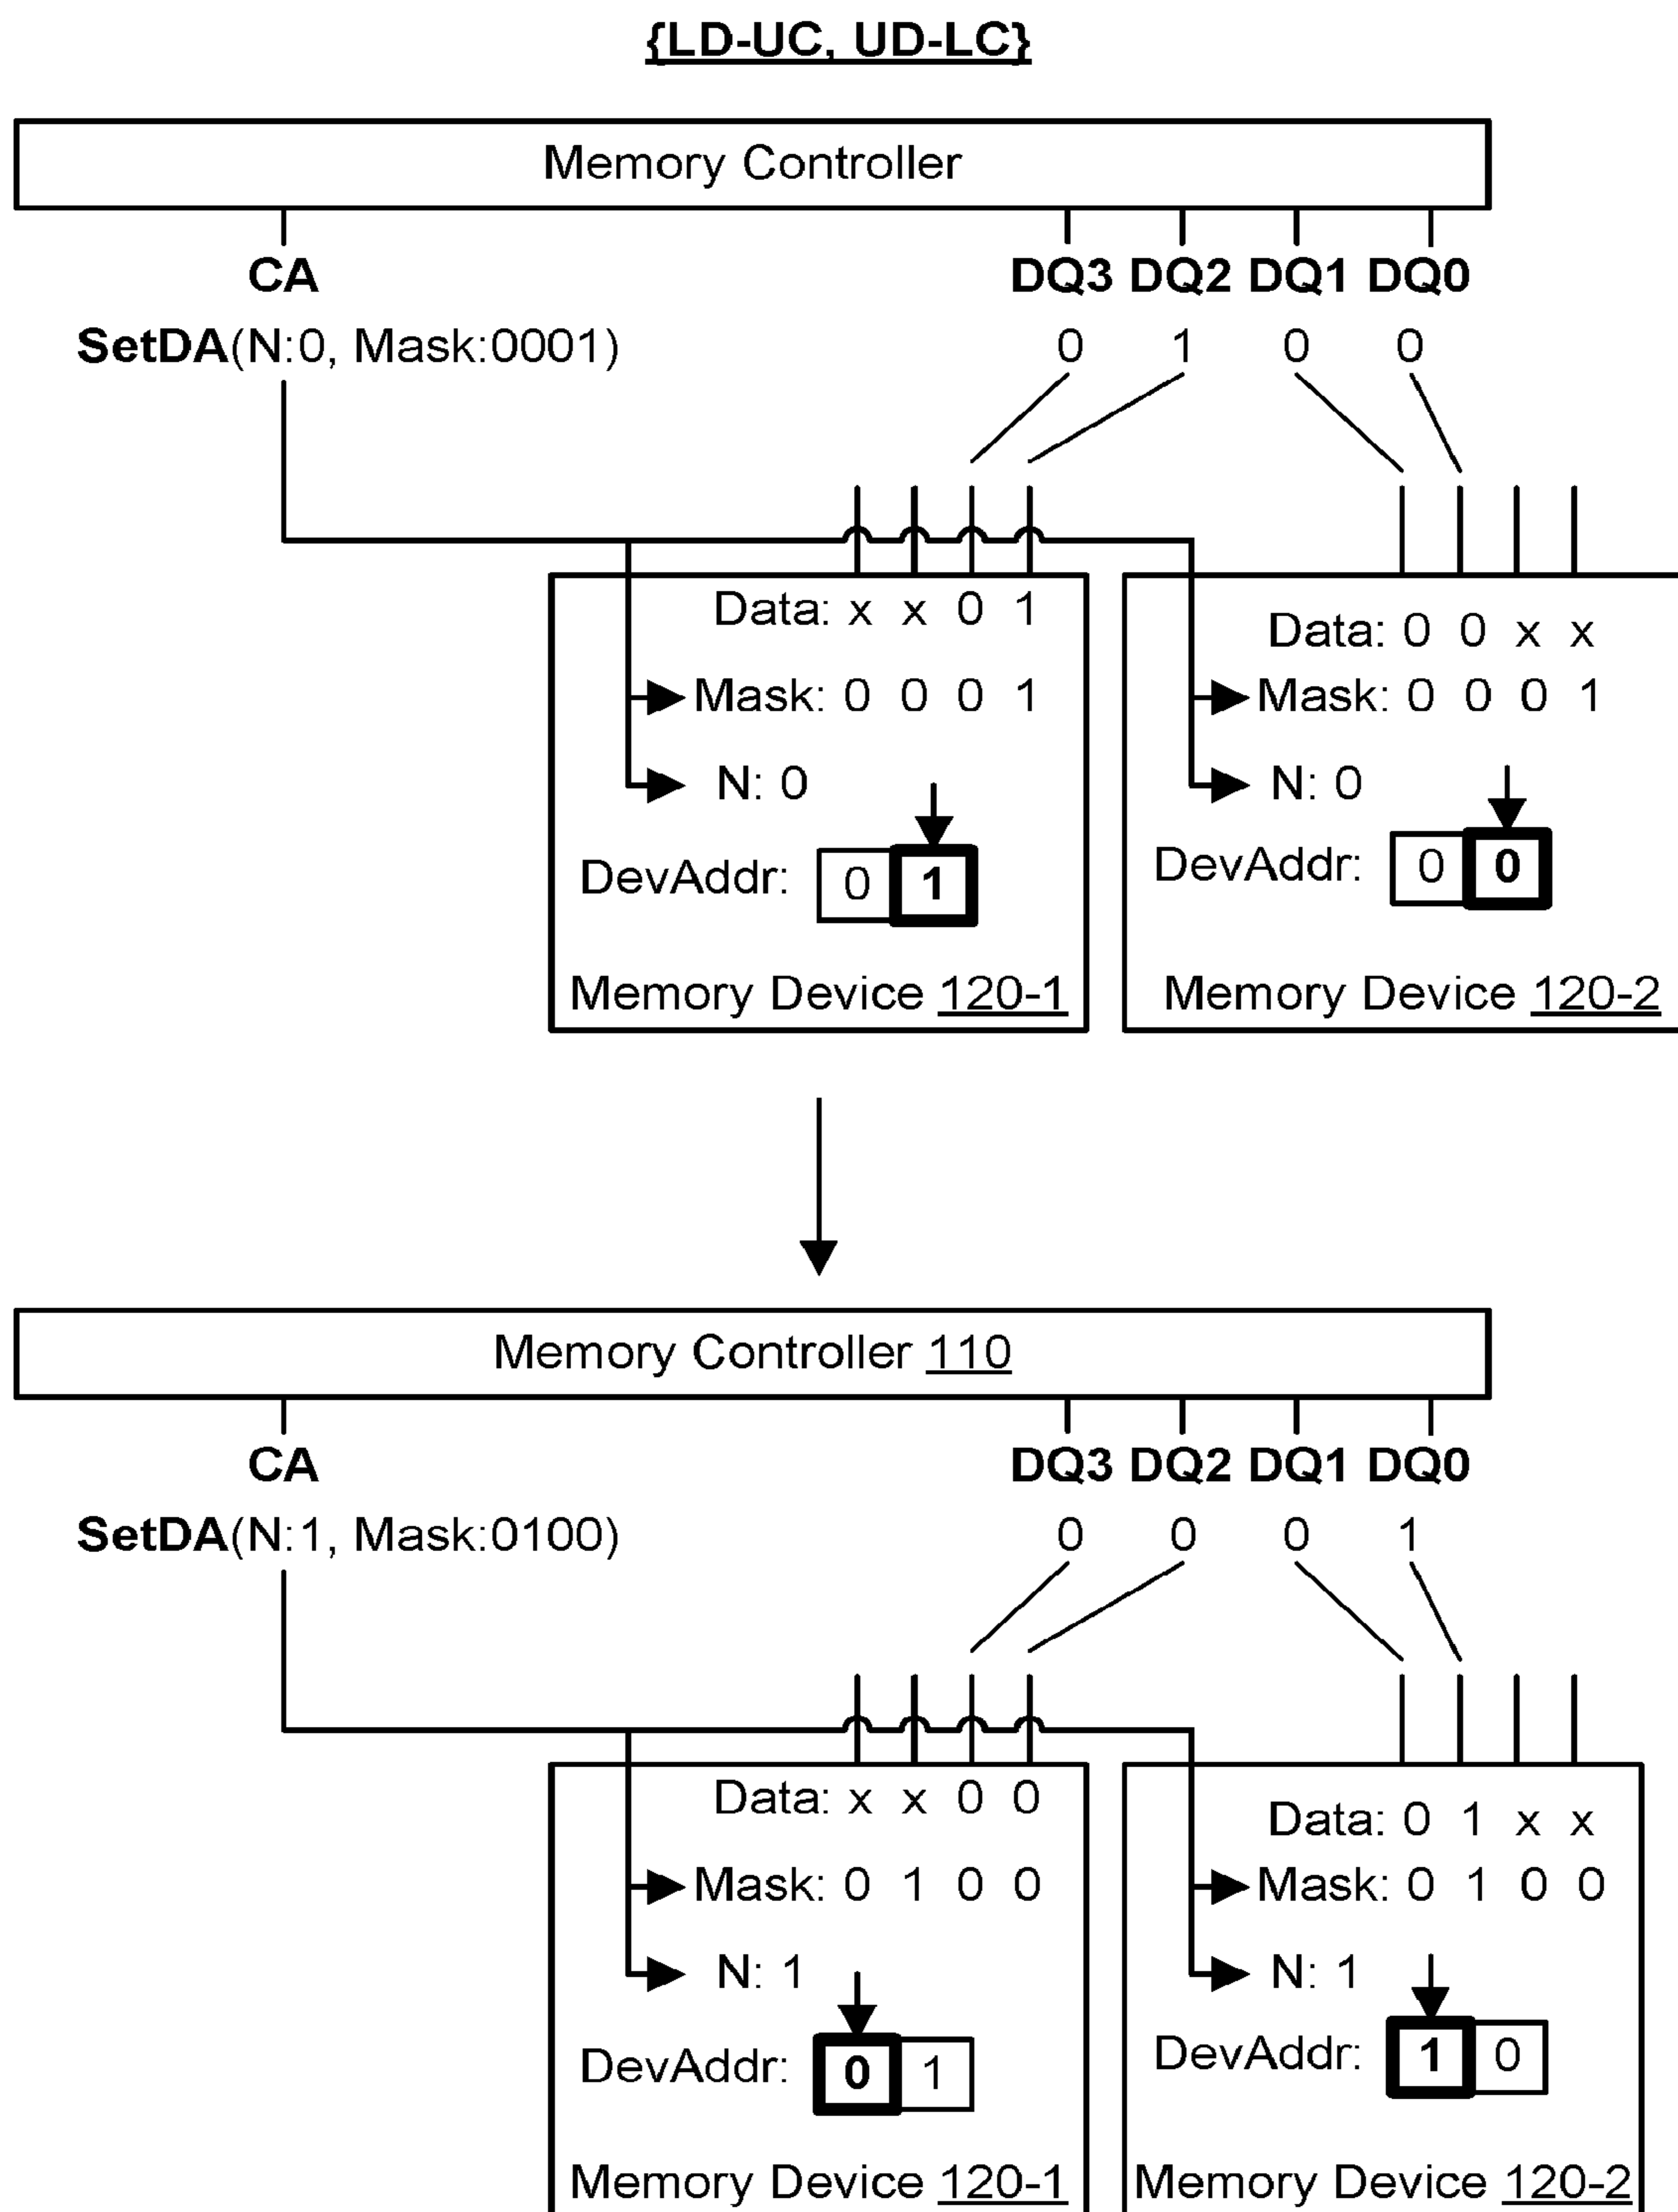 {LD-UC, UD-LC}
Memory Controller
CA DQ3 DQ2 DQ1 DQ0
SetDA(N:0, Mask:0001) 0 1 0 0
Data: x x 0 1
Data: 0 0 x x
Mask: 0 0 0 1
Mask: 0 0 0 1
N: 0
N: 0
DevAddr: 0 1
DevAddr: 0 0
Memory Device 120-1
Memory Device 120-2
Memory Controller 110
CA DQ3 DQ2 DQ1 DQ0
SetDA(N:1, Mask:0100) 0 0 0 1
Data: x x 0 0
Data: 0 1 x x
Mask: 0 1 0 0
Mask: 0 1 0 0
N: 1
N: 1
DevAddr: 0 1
DevAddr: 1 0
Memory Device 120-1
Memory Device 120-2